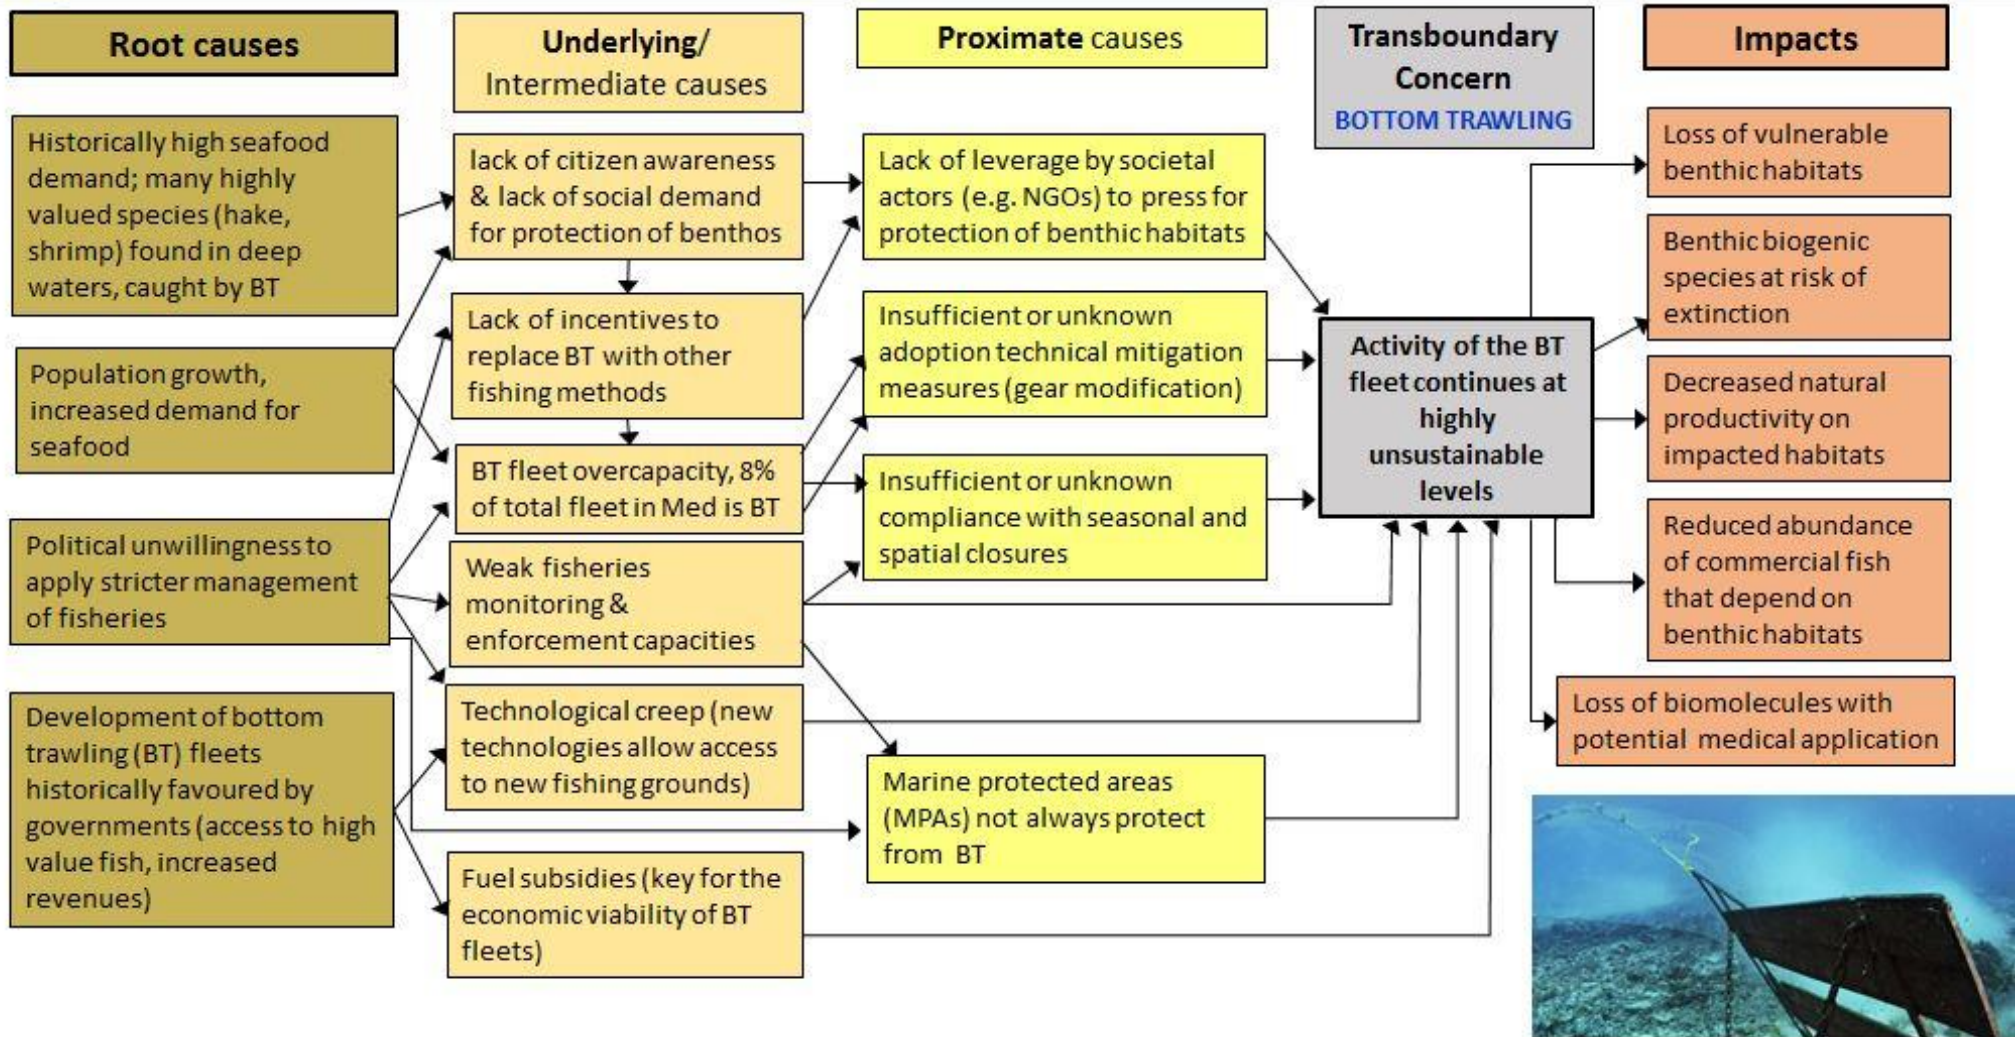 Root causes
Historically high seafood
demand; many highly
valued species (hake,
shrimp) found in deep
waters, caught by BT
Population growth,
increased demand for
seafood
Political unwillingness to
apply stricter management
of fisheries
Development of bottom
trawling (BT) fleets
historically favoured by
governments (access to high
value fish, increased
revenues)
Underlying/
Intermediate causes
lack of citizen awareness
& lack of social demand
for protection of benthos
Lack of incentives to
replace BT with other
fishing methods
BT fleet overcapacity, 8%
of total fleet in Med is BT
Weak fisheries
monitoring &
enforcement capacities
Technological creep (new
technologies allow access
to new fishing grounds)
Fuel subsidies (key for the
economic viability of BT
fleets)
Proximate causes
Lack of leverage by societal
actors (e.g. NGOs) to press for
protection of benthic habitats
Insufficient or unknown
adoption technical mitigation
measures (gear modification)
Insufficient or unknown
compliance with seasonal and
spatial closures
Marine protected areas
(MPAs) not always protect
from BT
Transboundary
Concern
BOTTOM TRAWLING
Activity of the BT
fleet continues at
highly
unsustainable
levels
Impacts
Loss of vulnerable
benthic habitats
Benthic biogenic
species at risk of
extinction
Decreased natural
productivity on
impacted habitats
Reduced abundance
of commercial fish
that depend on
benthic habitats
Loss of biomolecules with
potential medical application